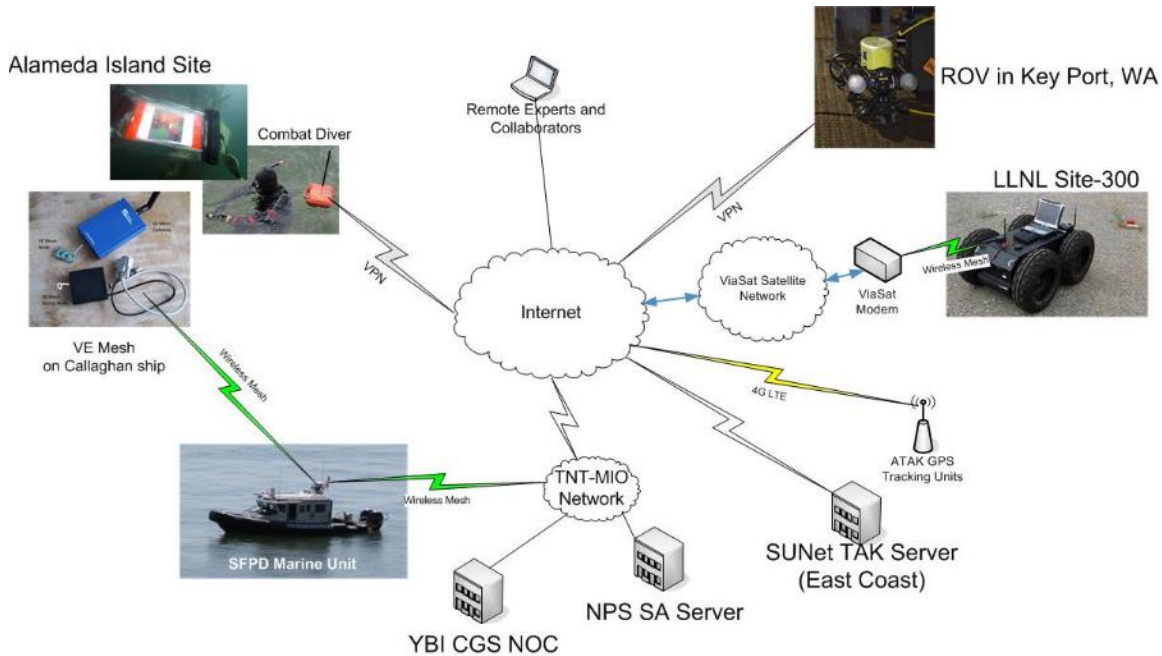 Alameda Island Site
Combat Diver
Remote Experts and
Collaborators
ROV in Key Port, WA
LLNL Site-300
VPN
VPN
Wireless Mesh
ViaSat Satellite
Network
ViaSat
Modem
Internet
VE Mesh
on Callaghan ship
Wireless Mesh
4G LTE
ATAK GPS
Tracking Units
TNT-MIO
Network
Wireless Mesh
SFPD Marine Unit
SUNet TAK Server
(East Coast)
NPS SA Server
YBI CGS NOC